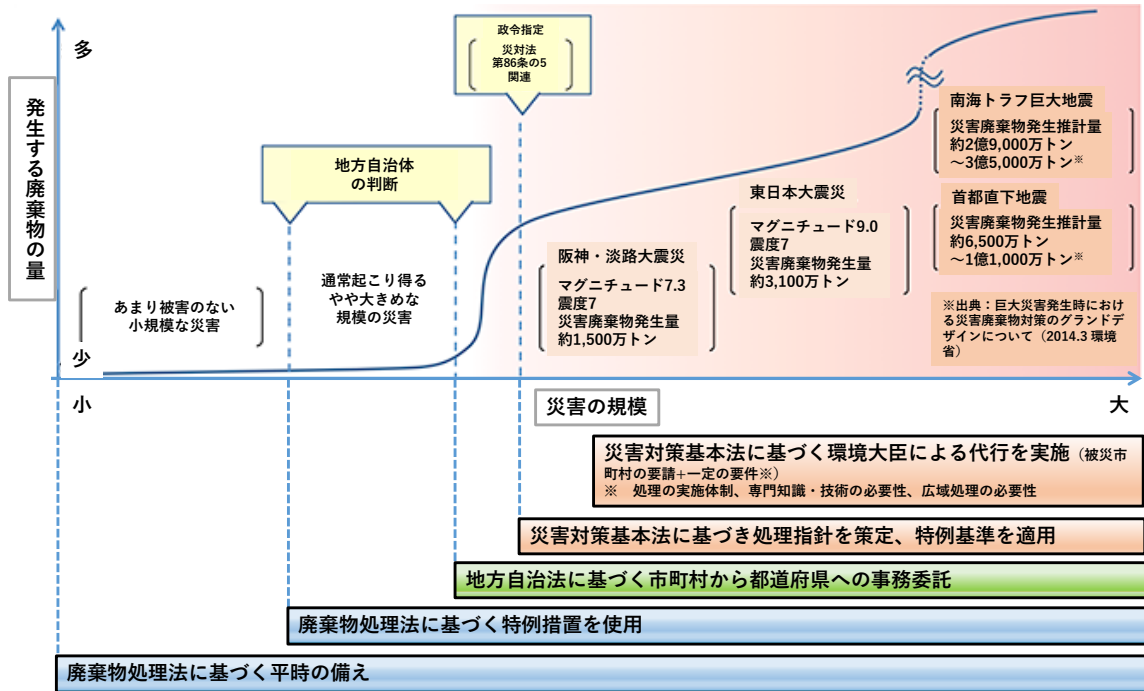 多
発生する廃棄物の量
少
小
災害の規模
大
政令指定
災対法
第86条の5
関連
地方自治体
の判断
あまり被害のない
小規模な災害
通常起こり得る
やや大きめな
規模の災害
阪神・淡路大震災
マグニチュード7.3
震度7
災害廃棄物発生量
約1,500万トン
東日本大震災
マグニチュード9.0
震度7
災害廃棄物発生量
約3,100万トン
南海トラフ巨大地震
災害廃棄物発生推計量
約2億9,000万トン
～3億5,000万トン※
首都直下地震
災害廃棄物発生推計量
約6,500万トン
～1億1,000万トン※
※出典：巨大災害発生時におけ
る災害廃棄物対策のグランドデ
ザインについて（2014.3 環境
省）
災害対策基本法に基づく環境大臣による代行を実施（被災市
町村の要請+一定の要件※）
※　処理の実施体制、専門知識・技術の必要性、広域処理の必要性
災害対策基本法に基づき処理指針を策定、特例基準を適用
地方自治法に基づく市町村から都道府県への事務委託
廃棄物処理法に基づく特例措置を使用
廃棄物処理法に基づく平時の備え